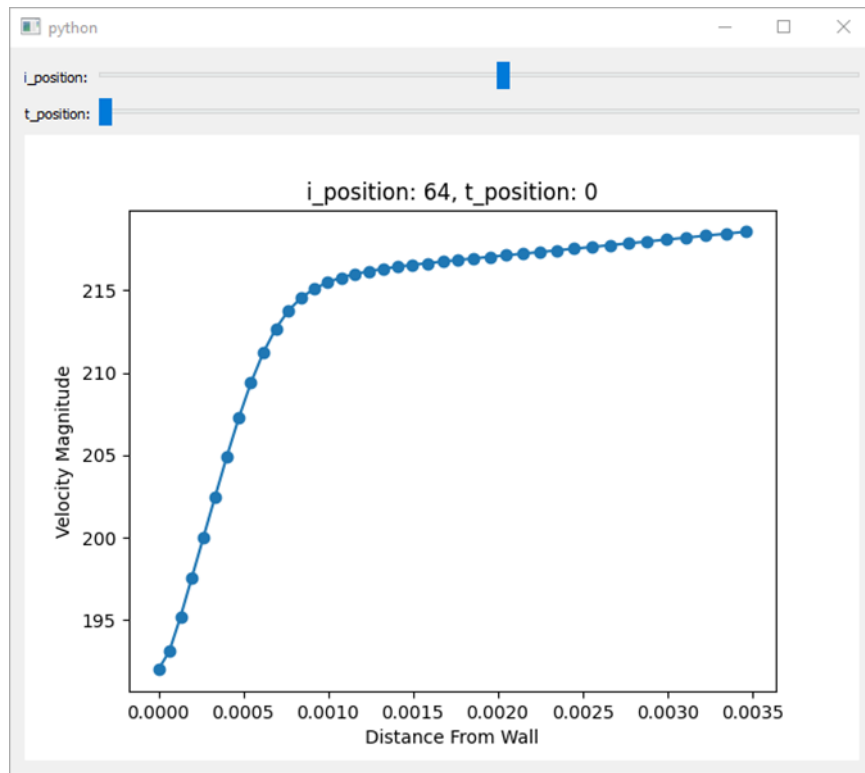 python
i_position:
t_position:
i_position: 64, t_position: 0
215
210
205
200
195
Velocity Magnitude
0.0000 0.0005 0.0010 0.0015 0.0020 0.0025 0.0030 0.0035
Distance From Wall